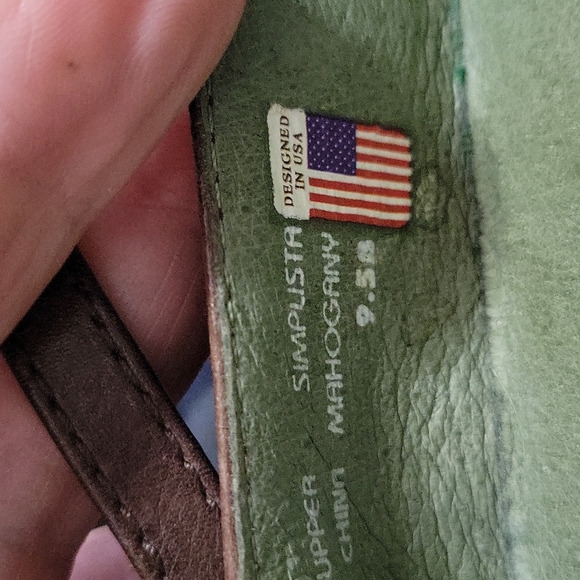 DESIGNED
IN USA
SIMPLISTA
MAHOGANY
9.5B
UPPER
CHINA